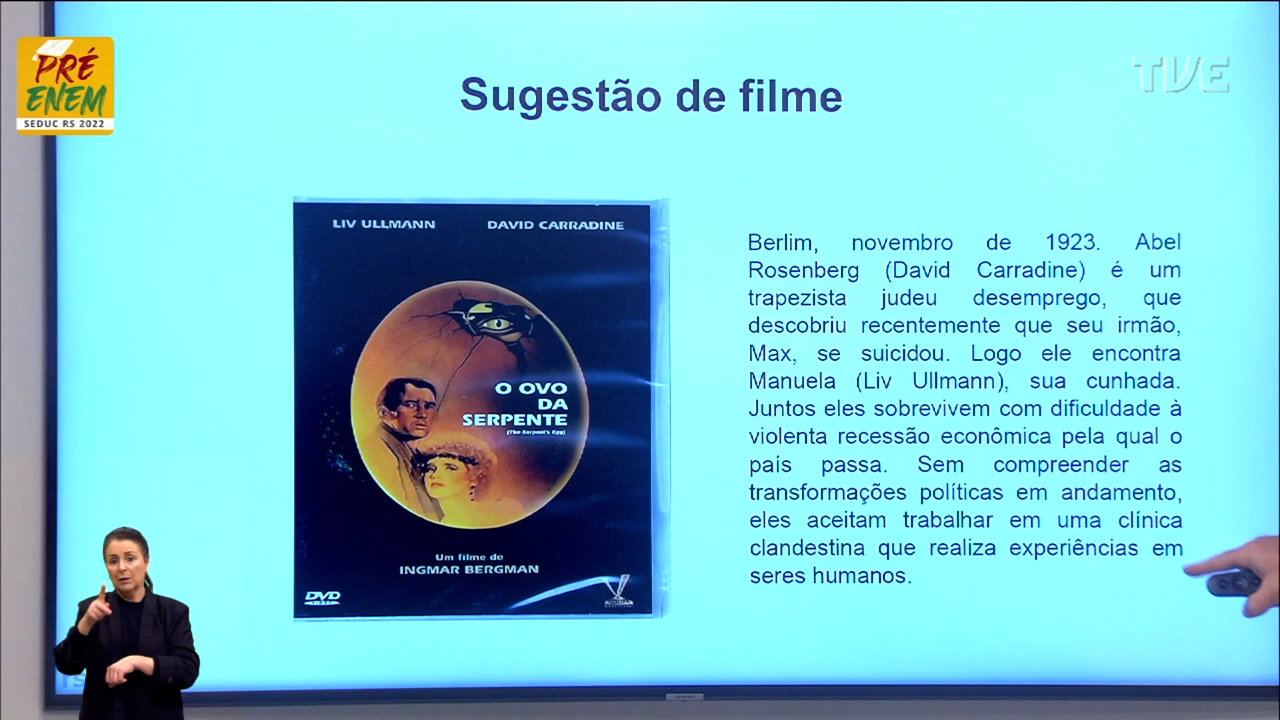 PRÉ
ENEM
SEDUC RS 2022
TVE
Sugestão de filme
LIV ULLMANN DAVID CARRADINE
O OVO
DA
SERPENTE
(The Serpent's Egg)
Um filme de
INGMAR BERGMAN
DVD
VIDEO
Berlim, novembro de 1923. Abel
Rosenberg (David Carradine) é um
trapezista judeu desemprego, que
descobriu recentemente que seu irmão,
Max, se suicidou. Logo ele encontra
Manuela (Liv Ullmann), sua cunhada.
Juntos eles sobrevivem com dificuldade à
violenta recessão econômica pela qual o
país passa. Sem compreender as
transformações políticas em andamento,
eles aceitam trabalhar em uma clínica
clandestina que realiza experiências em
seres humanos.